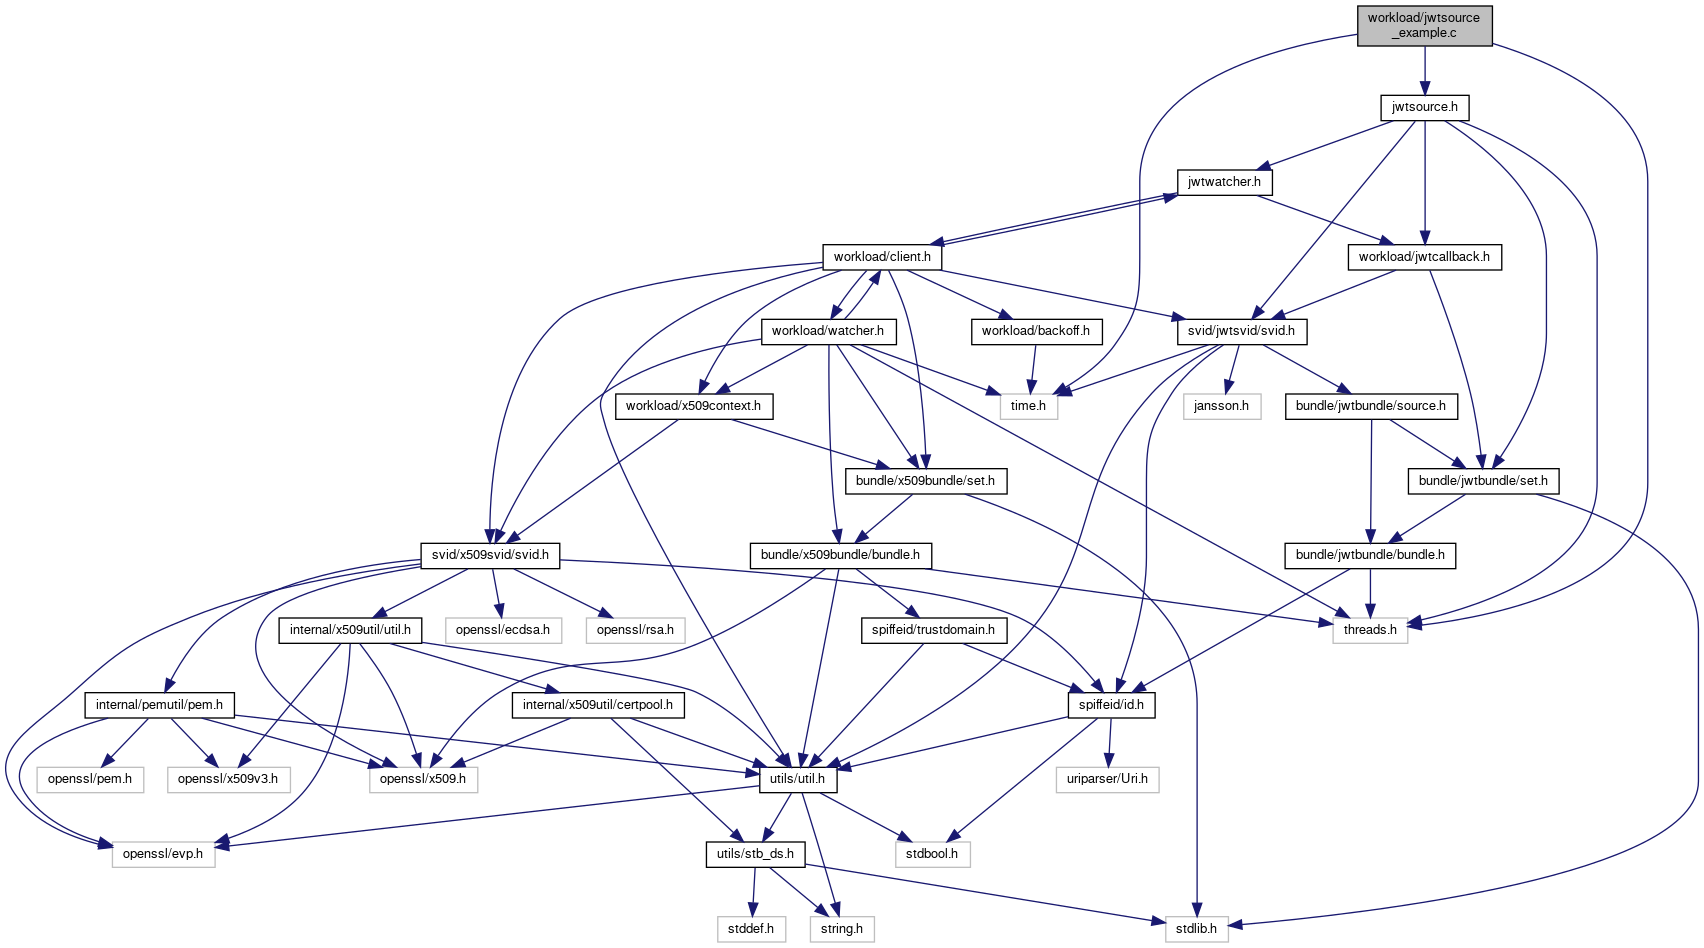 workload/jwtsource
_example.c
jwtsource.h
jwtwatcher.h
workload/client.h
workload/jwtcallback.h
workload/watcher.h
workload/backoff.h
svid/jwtsvid/svid.h
workload/x509context.h
time.h
jansson.h
bundle/jwtbundle/source.h
bundle/x509bundle/set.h
bundle/jwtbundle/set.h
svid/x509svid/svid.h
bundle/x509bundle/bundle.h
bundle/jwtbundle/bundle.h
internal/x509util/util.h
openssl/ecdsa.h
openssl/rsa.h
spiffeid/trustdomain.h
threads.h
internal/pemutil/pem.h
internal/x509util/certpool.h
spiffeid/id.h
openssl/pem.h
openssl/x509v3.h
openssl/x509.h
utils/util.h
uriparser/Uri.h
openssl/evp.h
utils/stb_ds.h
stdbool.h
stddef.h
string.h
stdlib.h